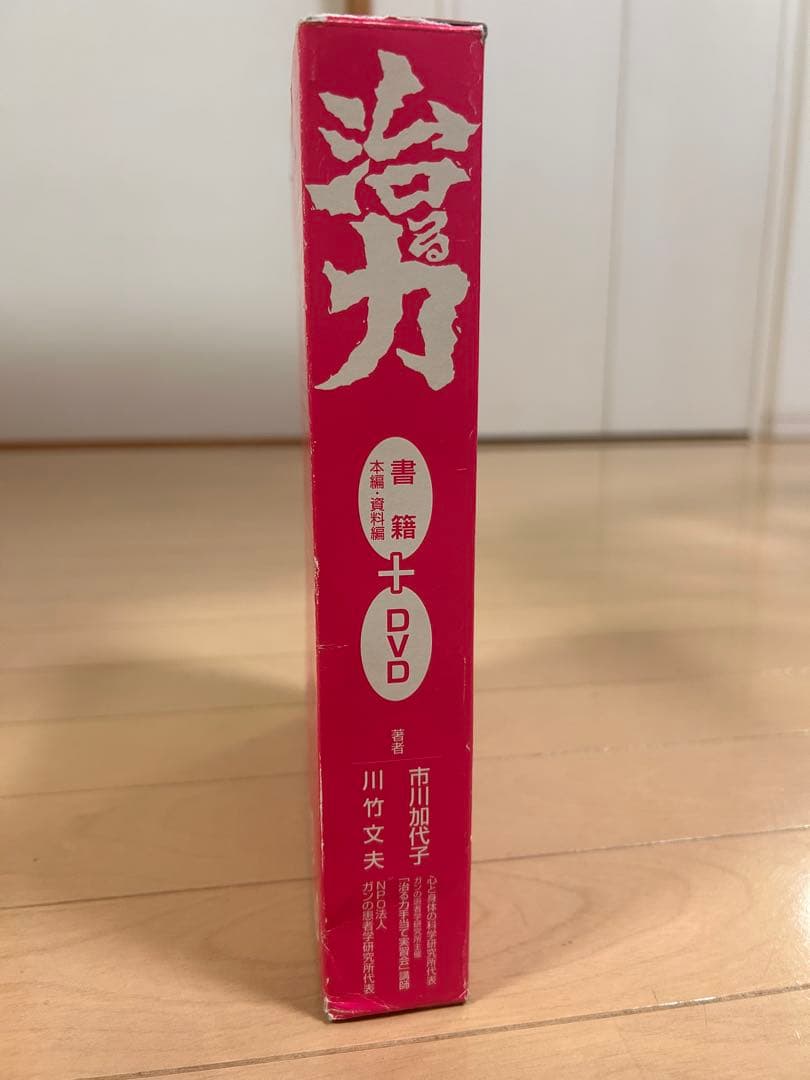 治る力
書籍
本編・資料編
＋
DVD
著者
市川加代子
心と身体の科学研究所代表
ガンの患者学研究所主催
「治る力手当て実習会」講師
川竹文夫
NPO法人
ガンの患者学研究所代表